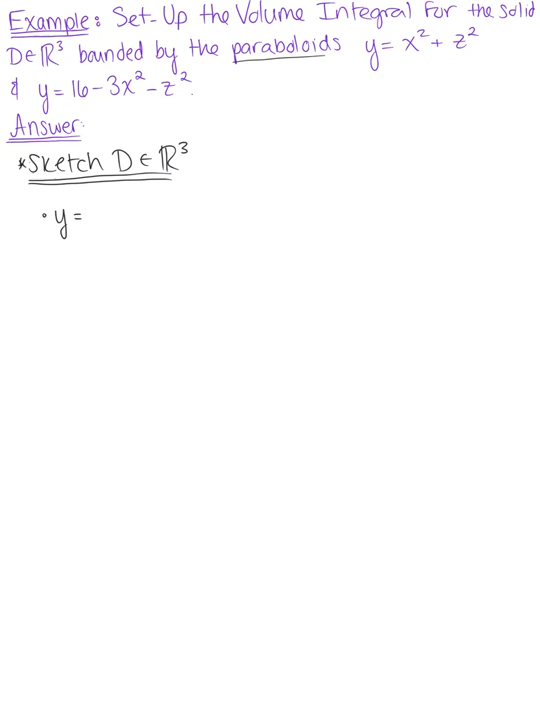 Example: Set-Up the Volume Integral for the solid
D∈ℝ³ bounded by the paraboloids y = x² + z²
& y = 16 - 3x² - z².
Answer:
*Sketch D ∈ ℝ³
• y =